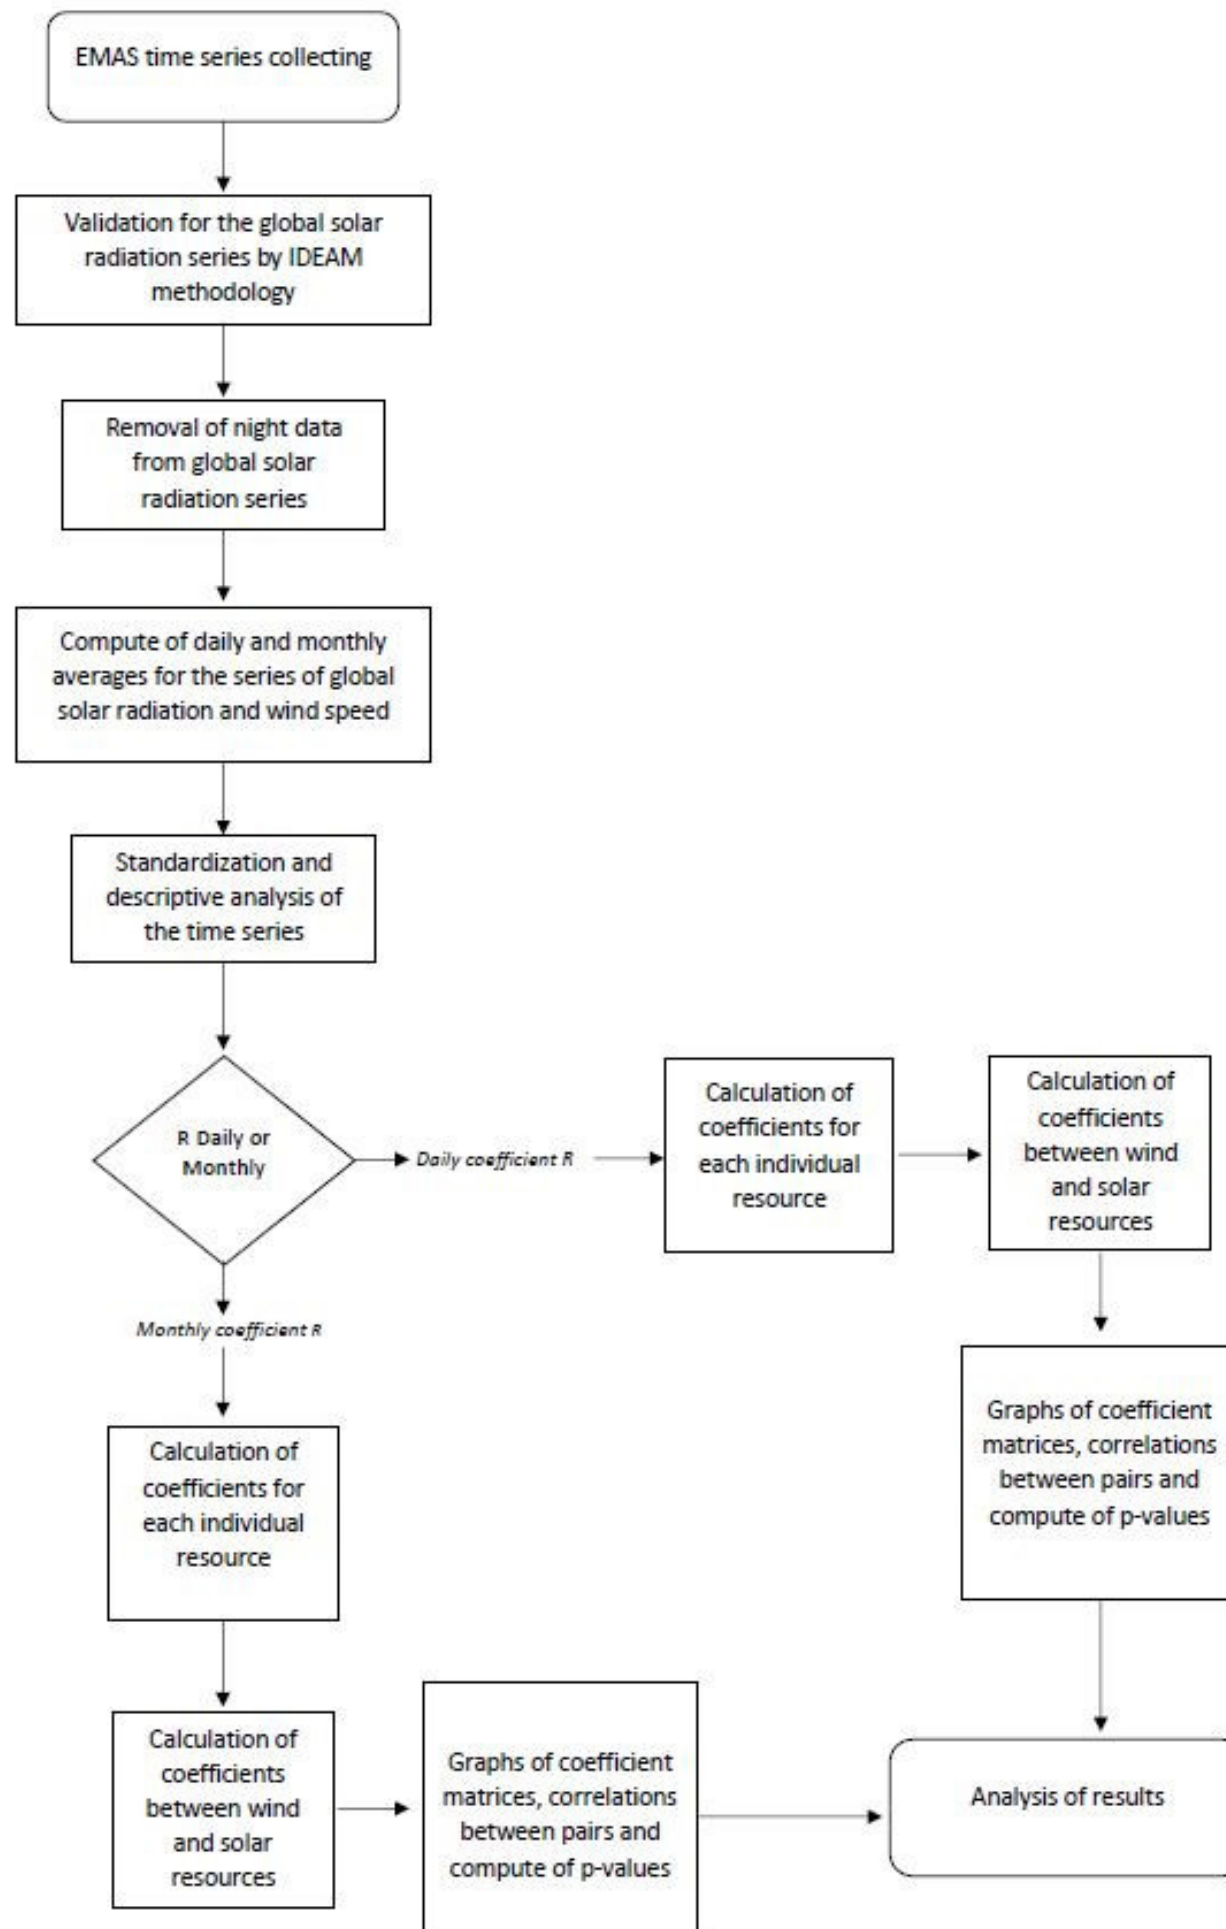 EMAS time series collecting
Validation for the global solar
radiation series by IDEAM
methodology
Removal of night data
from global solar
radiation series
Compute of daily and monthly
averages for the series of global
solar radiation and wind speed
Standardization and
descriptive analysis of
the time series
R Daily or
Monthly
Daily coefficient R
Calculation of
coefficients for
each individual
resource
Calculation of
coefficients
between wind
and solar
resources
Graphs of coefficient
matrices, correlations
between pairs and
compute of p-values
Monthly coefficient R
Calculation of
coefficients for
each individual
resource
Calculation of
coefficients
between wind
and solar
resources
Graphs of coefficient
matrices, correlations
between pairs and
compute of p-values
Analysis of results